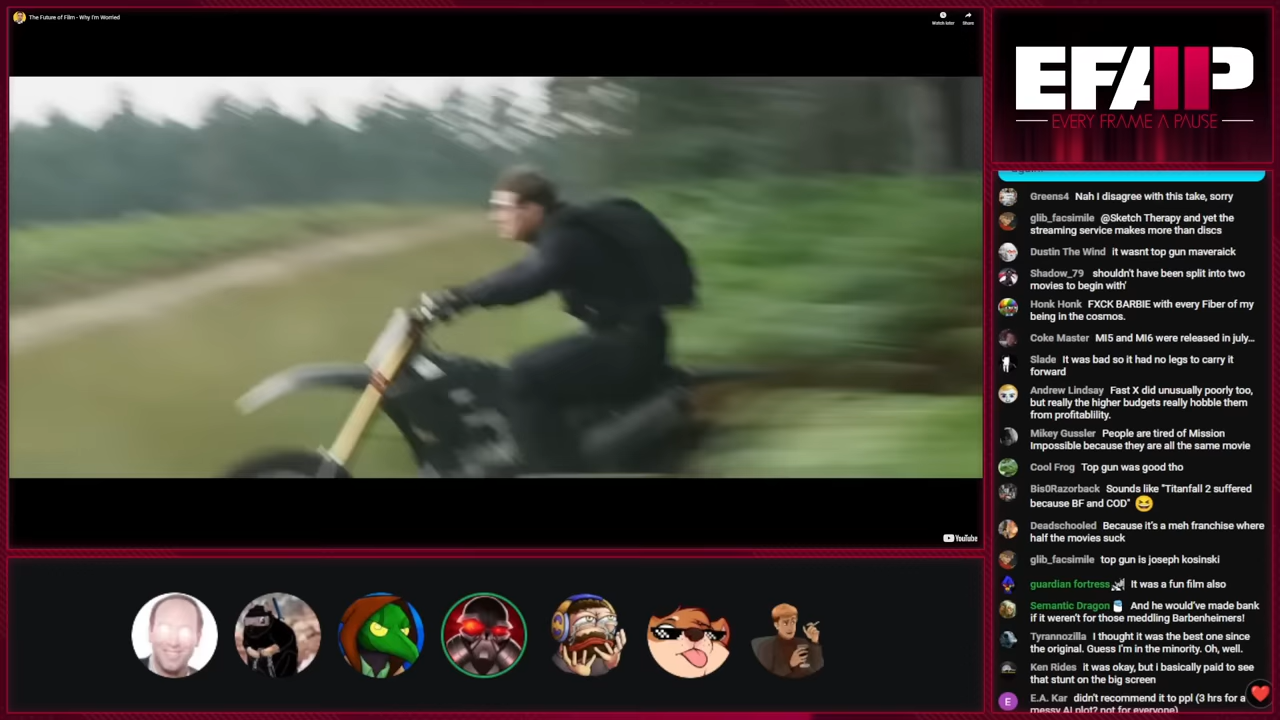 The Future of Film - Why I'm Worried
Watch later
Share
YouTube
EFAP
EVERY FRAME A PAUSE
Greens4 Nah I disagree with this take, sorry
glib_facsimile @Sketch Therapy and yet the
streaming service makes more than discs
Dustin The Wind it wasnt top gun maveraick
Shadow_79 shouldn't have been split into two
movies to begin with'
Honk Honk FXCK BARBIE with every Fiber of my
being in the cosmos.
Coke Master MI5 and MI6 were released in july...
Slade It was bad so it had no legs to carry it
forward
Andrew Lindsay Fast X did unusually poorly too,
but really the higher budgets really hobble them
from profitablility.
Mikey Gussler People are tired of Mission
Impossible because they are all the same movie
Cool Frog Top gun was good tho
Bis0Razorback Sounds like "Titanfall 2 suffered
because BF and COD" 😆
Deadschooled Because it's a meh franchise where
half the movies suck
glib_facsimile top gun is joseph kosinski
guardian fortress It was a fun film also
Semantic Dragon And he would've made bank
if it weren't for those meddling Barbenheimers!
Tyrannozilla I thought it was the best one since
the original. Guess I'm in the minority. Oh, well.
Ken Rides it was okay, but i basically paid to see
that stunt on the big screen
E E.A. Kar didn't recommend it to ppl (3 hrs for a
messy AI plot? not for everyone)